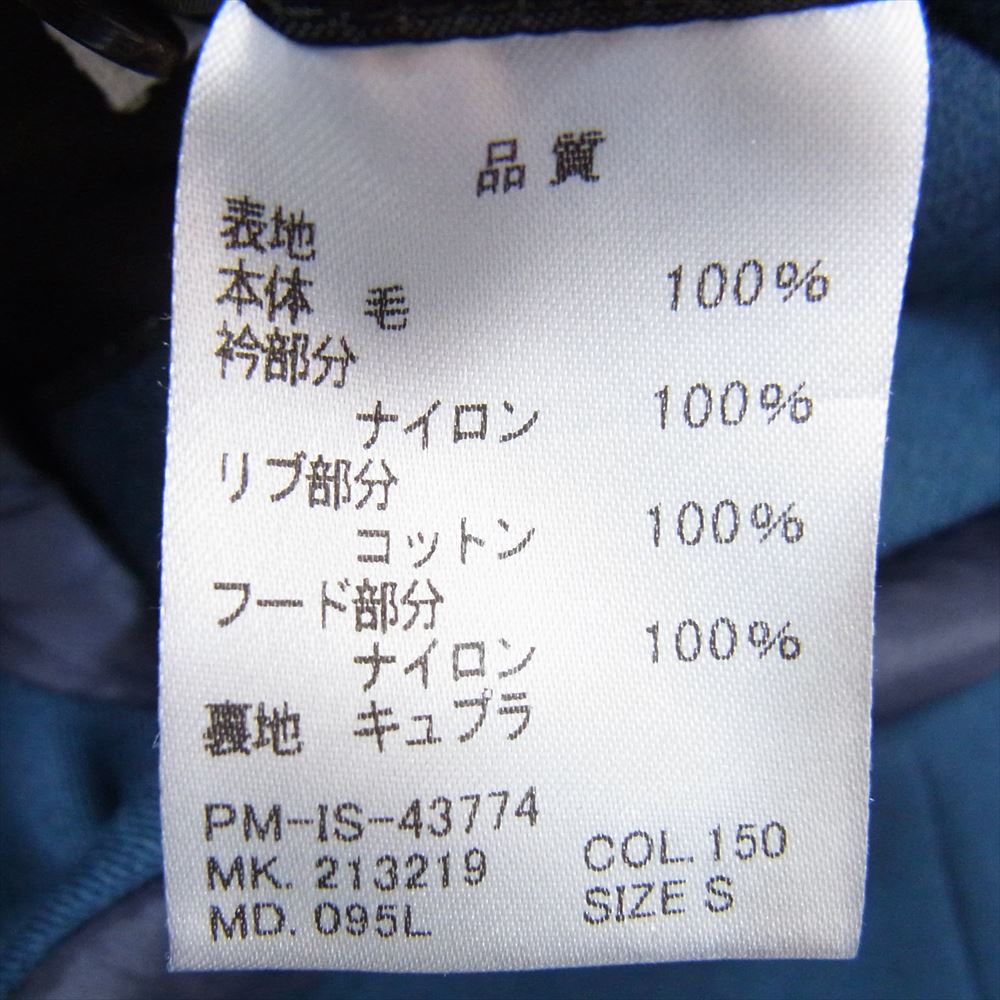 品質
表地
本体 毛 100%
衿部分
ナイロン 100%
リブ部分
コットン 100%
フード部分
ナイロン 100%
裏地 キュプラ
PM-IS-43774
MK. 213219 COL. 150
MD. 095L SIZE S